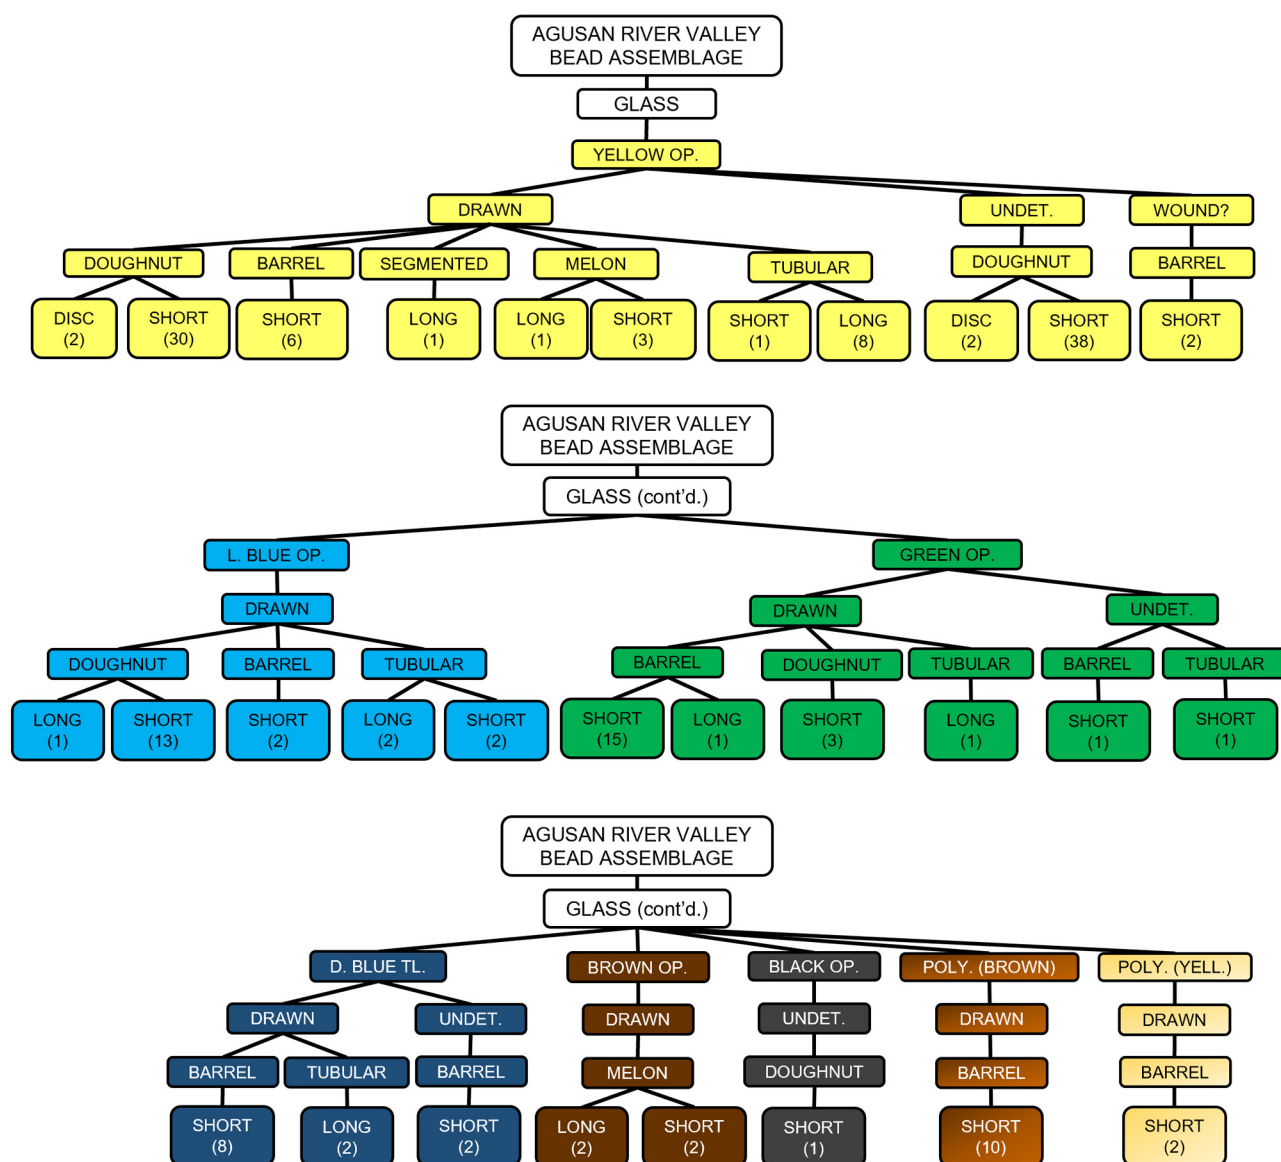 AGUSAN RIVER VALLEY
BEAD ASSEMBLAGE
GLASS
YELLOW OP.
DRAWN UNDET. WOUND?
DOUGHNUT BARREL SEGMENTED MELON TUBULAR DOUGHNUT BARREL
DISC SHORT SHORT LONG LONG SHORT SHORT LONG DISC SHORT SHORT
(2) (30) (6) (1) (1) (3) (1) (8) (2) (38) (2)
AGUSAN RIVER VALLEY
BEAD ASSEMBLAGE
GLASS (cont’d.)
L. BLUE OP. GREEN OP.
DRAWN DRAWN UNDET.
DOUGHNUT BARREL TUBULAR BARREL DOUGHNUT TUBULAR BARREL TUBULAR
LONG SHORT SHORT LONG SHORT SHORT LONG SHORT LONG SHORT SHORT
(1) (13) (2) (2) (2) (15) (1) (3) (1) (1) (1)
AGUSAN RIVER VALLEY
BEAD ASSEMBLAGE
GLASS (cont’d.)
D. BLUE TL. BROWN OP. BLACK OP. POLY. (BROWN) POLY. (YELL.)
DRAWN UNDET. DRAWN UNDET. DRAWN DRAWN
BARREL TUBULAR BARREL MELON DOUGHNUT BARREL BARREL
SHORT LONG SHORT LONG SHORT SHORT SHORT SHORT
(8) (2) (2) (2) (2) (1) (10) (2)